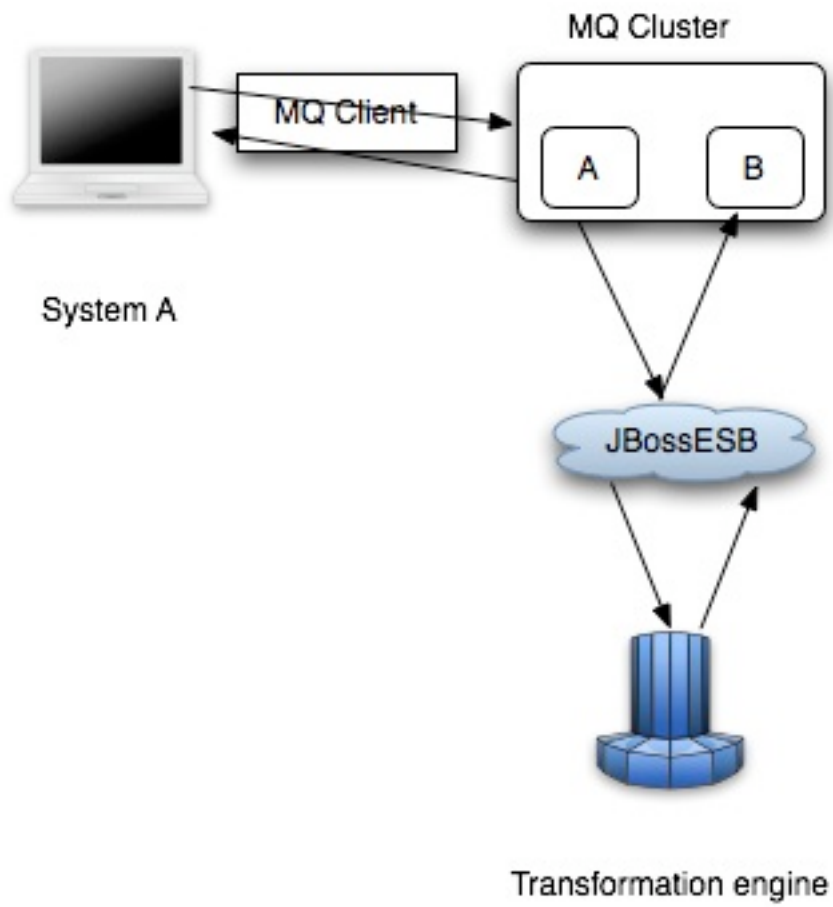 MQ Cluster
MQ Client
A
B
System A
JBossESB
Transformation engine